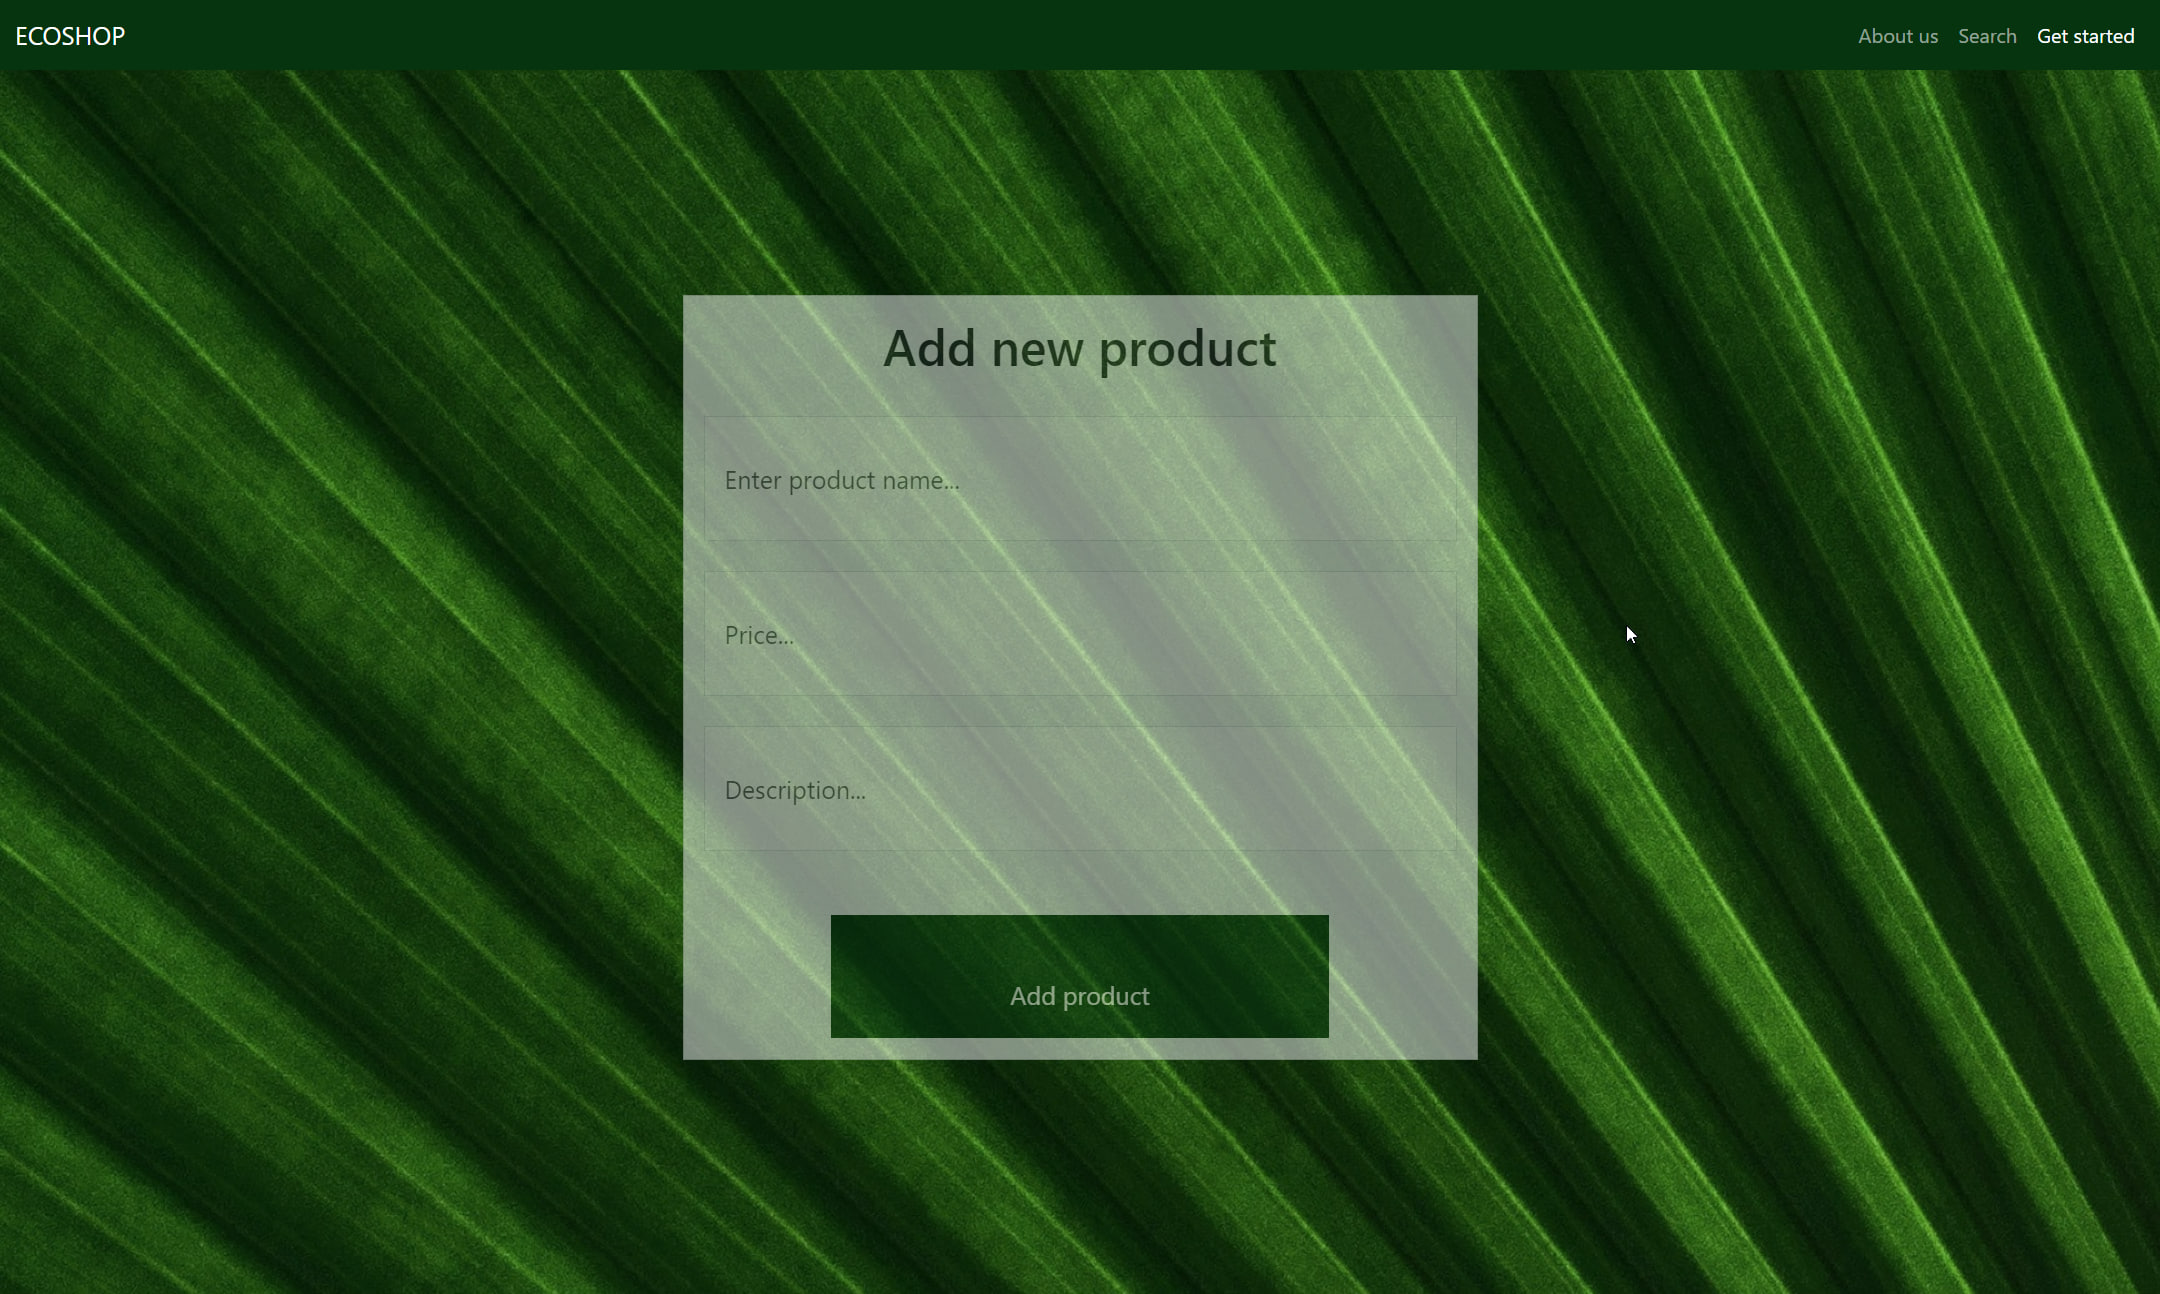 ECOSHOP
About us Search Get started
Add new product
Enter product name...
Price...
Description...
Add product